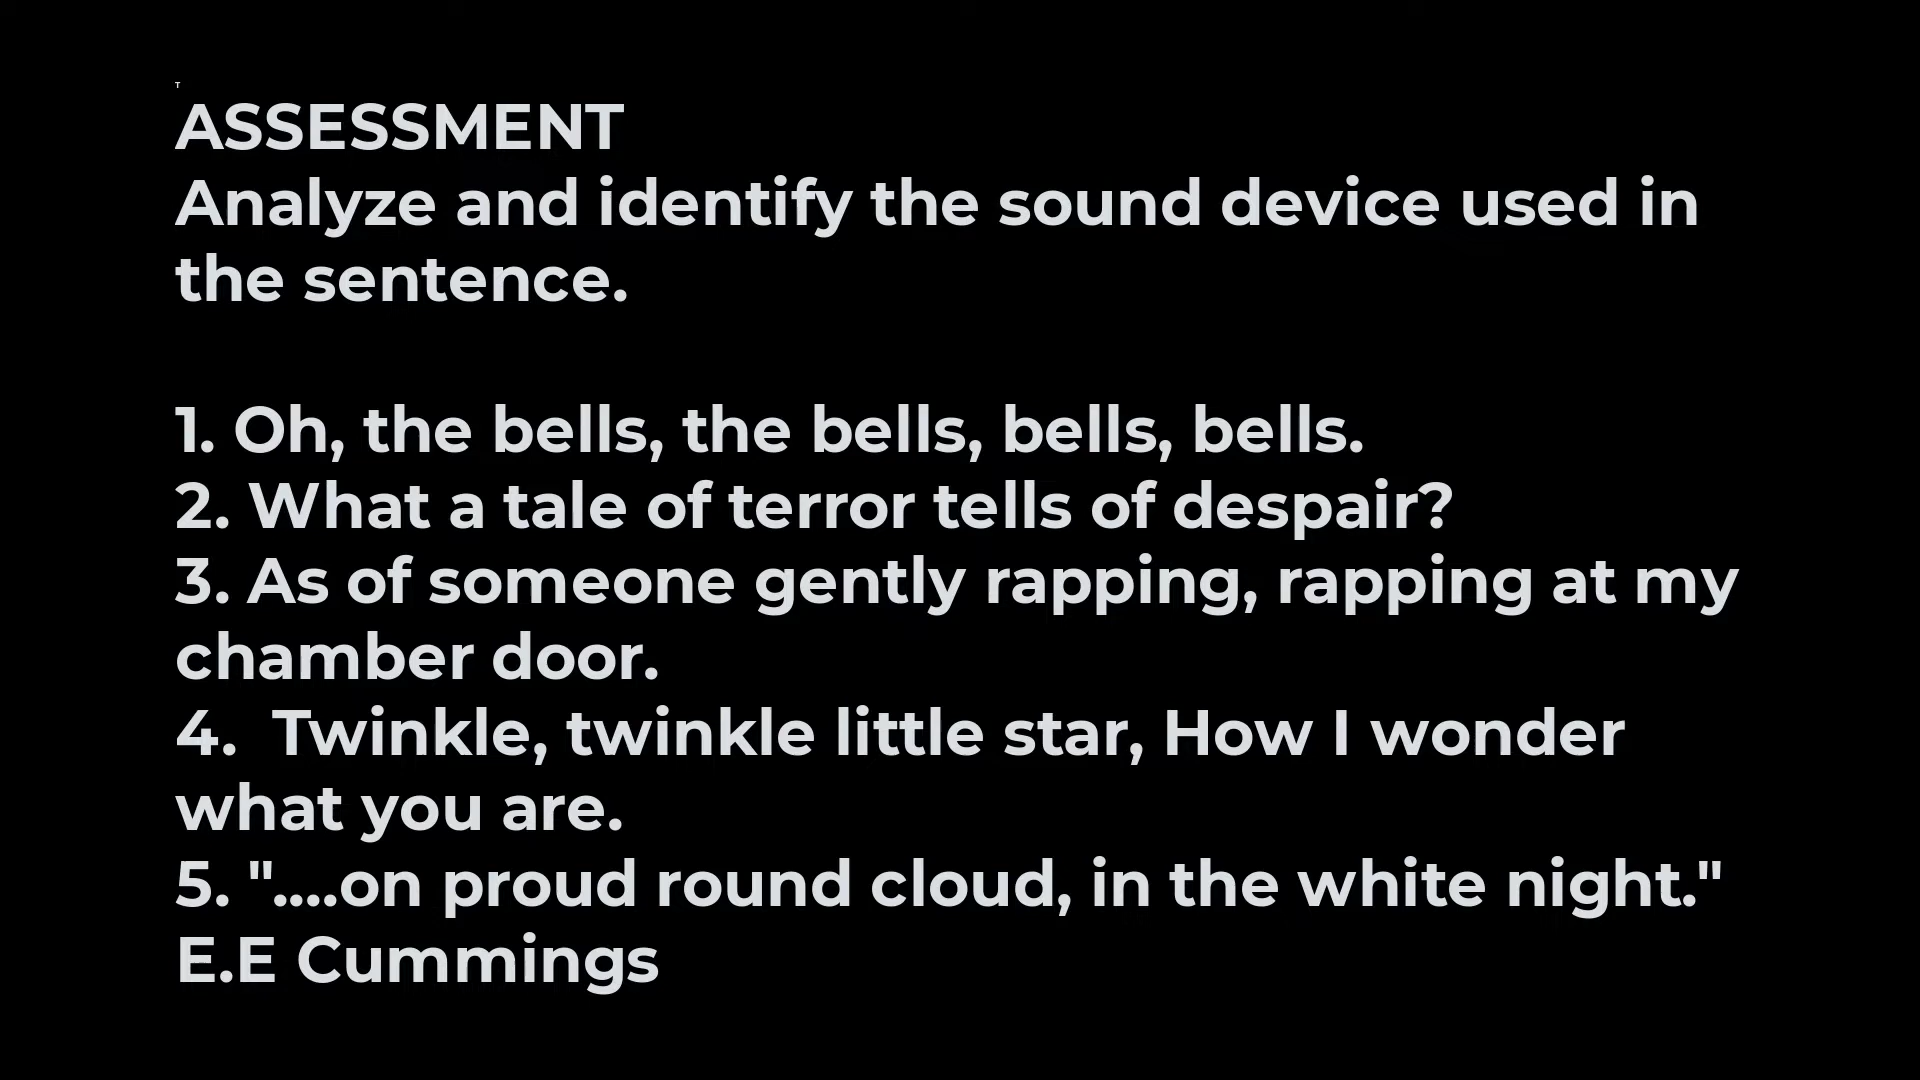 T
ASSESSMENT
Analyze and identify the sound device used in
the sentence.
1. Oh, the bells, the bells, bells, bells.
2. What a tale of terror tells of despair?
3. As of someone gently rapping, rapping at my
chamber door.
4.  Twinkle, twinkle little star, How I wonder
what you are.
5. "....on proud round cloud, in the white night."
E.E Cummings